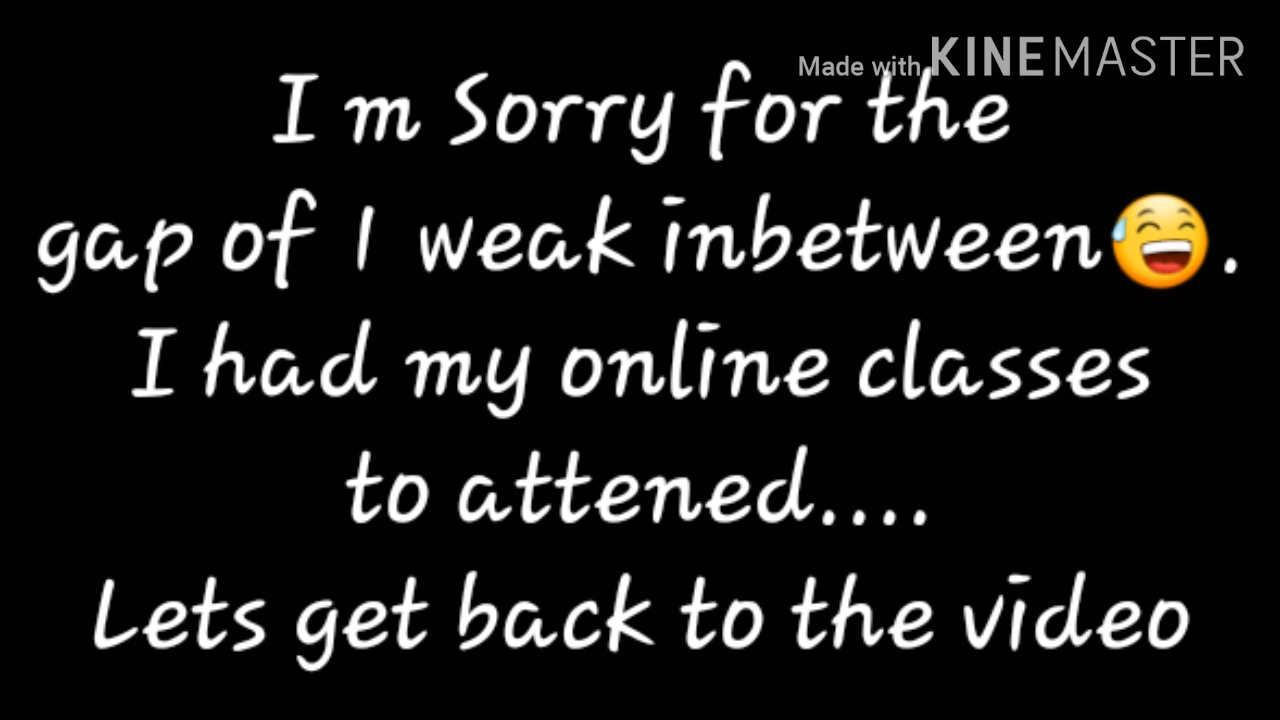 Made with KINEMASTER
I m Sorry for the
gap of 1 weak inbetween😅.
I had my online classes
to attened....
Lets get back to the video